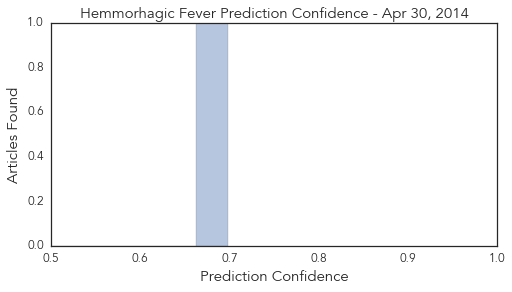 Hemmorhagic Fever Prediction Confidence - Apr 30, 2014
1.0
0.8
0.6
0.4
0.2
0.0
Articles Found
0.5 0.6 0.7 0.8 0.9 1.0
Prediction Confidence